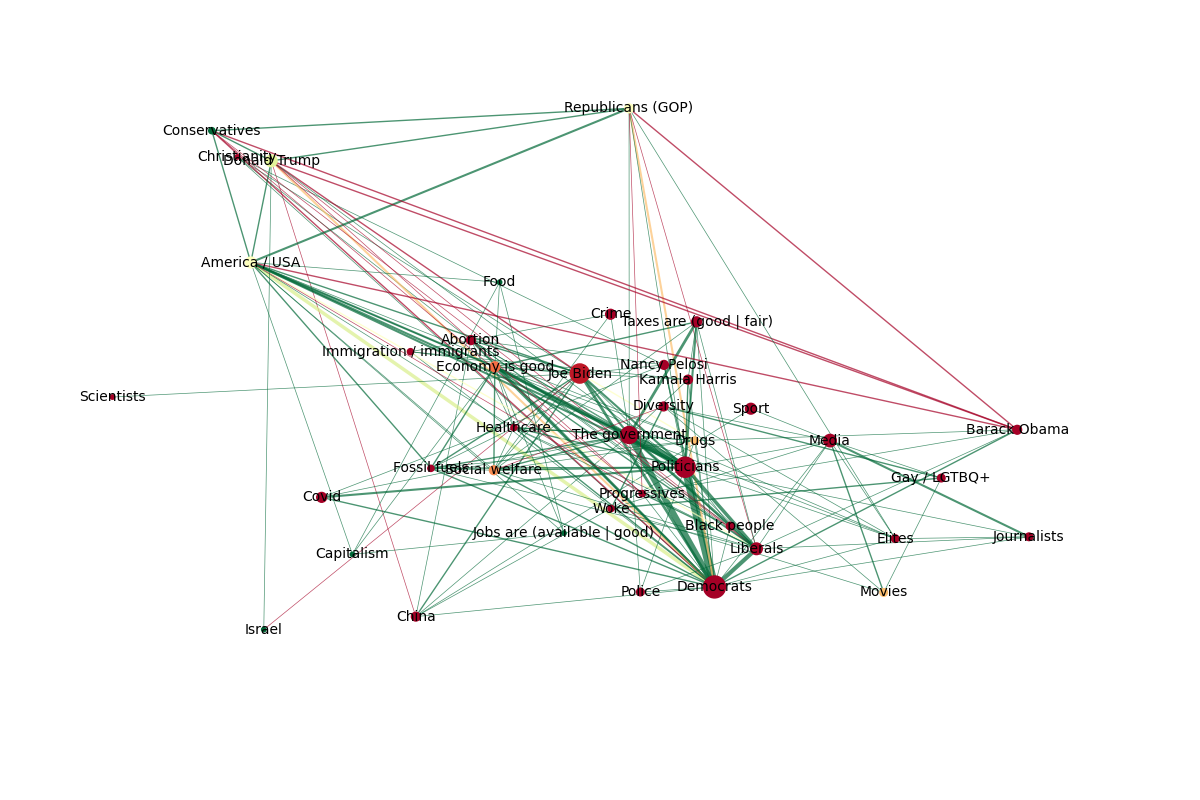 Republicans (GOP)
Conservatives
Christianity
Donald Trump
America / USA
Food
Crime
Taxes are (good | fair)
Abortion
Immigration / immigrants
Economy is good
Joe Biden
Nancy Pelosi
Kamala Harris
Scientists
Diversity
Sport
Healthcare
The government
Drugs
Media
Barack Obama
Fossil fuels
Social welfare
Politicians
Gay / LGTBQ+
Covid
Progressives
Woke
Black people
Jobs are (available | good)
Elites
Journalists
Capitalism
Liberals
Democrats
Police
Movies
China
Israel